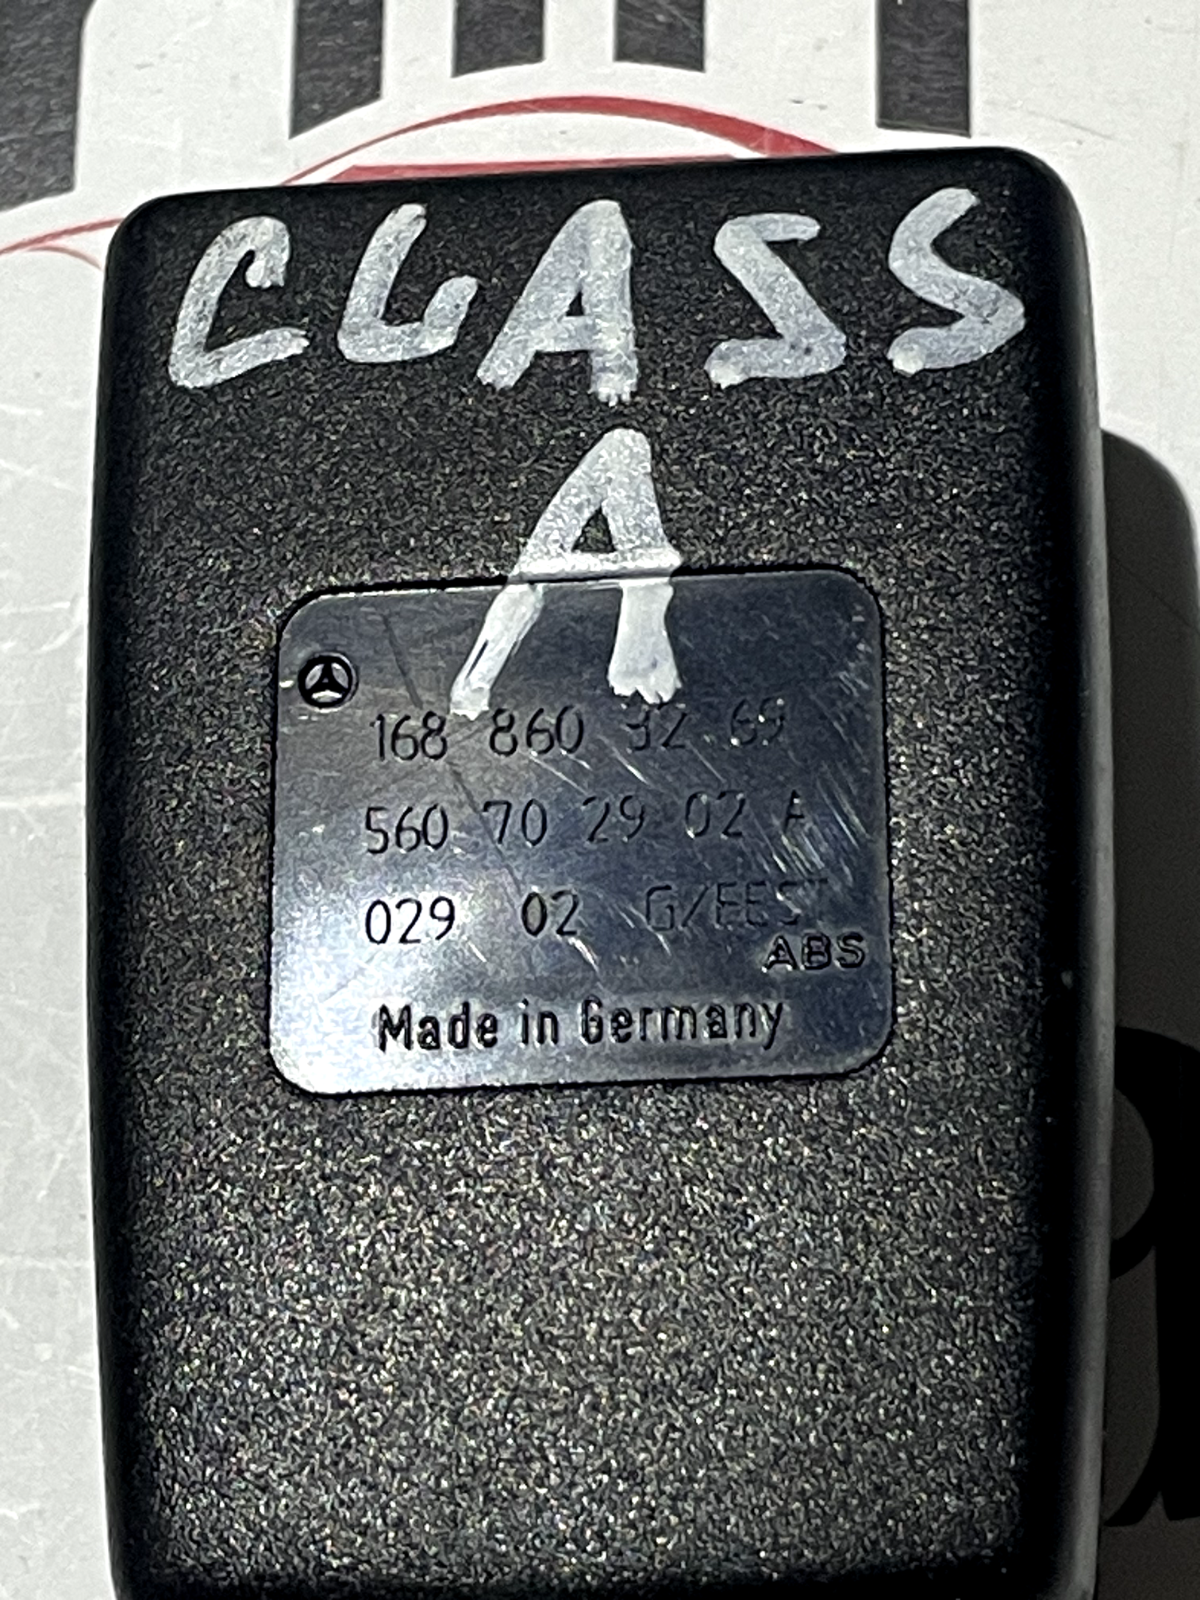 CLASS
A
168 860 32 69
560 70 29 02 A
029 02 G/EEST
ABS
Made in Germany